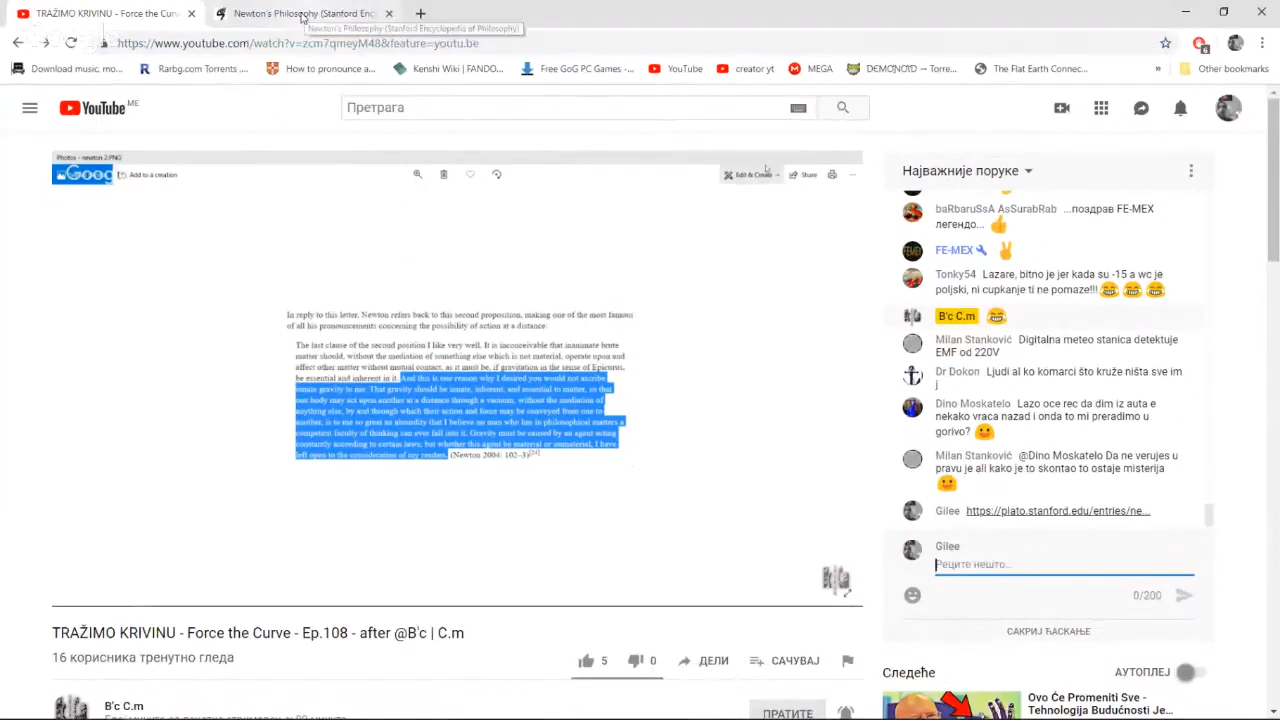 TRAŽIMO KRIVINU - Force the Cur
Newton's Philosophy (Stanford Enc
Newton's Philosophy (Stanford Encyclopedia of Philosophy)
https://www.youtube.com/watch?v=zcm7qmeyM48&feature=youtu.be
6
Download music, mo...
Rarbg.com Torrents ....
How to pronounce a...
Kenshi Wiki | FANDO...
Free GoG PC Games -...
YouTube
creator yt
MEGA
DEMONOID – Torre...
The Flat Earth Connec...
»
Other bookmarks
YouTube ME
Претрага
Photos - newton 2.PNG
Goog
Add to a creation
Edit & Create
Share
In reply to this letter, Newton refers back to this second proposition, making one of the most famous
of all his pronouncements concerning the possibility of action at a distance:
The last clause of the second position I like very well. It is inconceivable that inanimate brute
matter should, without the mediation of something else which is not material, operate upon and
affect other matter without mutual contact, as it must be, if gravitation in the sense of Epicurus,
be essential and inherent in it. And this is one reason why I desired you would not ascribe
innate gravity to me. That gravity should be innate, inherent, and essential to matter, so that
one body may act upon another at a distance through a vacuum, without the mediation of
anything else, by and through which their action and force may be conveyed from one to
another, is to me so great an absurdity that I believe no man who has in philosophical matters a
competent faculty of thinking can ever fall into it. Gravity must be caused by an agent acting
constantly according to certain laws; but whether this agent be material or immaterial, I have
left open to the consideration of my readers. (Newton 2004: 102–3)[24]
TRAŽIMO KRIVINU - Force the Curve - Ep.108 - after @B'c | C.m
16 корисника тренутно гледа
5
0
ДЕЛИ
САЧУВАЈ
B'c C.m
ПРАТИТЕ
Најважније поруке
baRbaruSsA AsSurabRab ...поздрав FE-MEX
легендо...
FE-MEX
Tonky54 Lazare, bitno je jer kada su -15 a wc je
poljski, ni cupkanje ti ne pomaze!!!
B'c C.m
Milan Stanković Digitalna meteo stanica detektuje
EMF od 220V
Dr Dokon Ljudi al ko komarci što kruže ništa sve im
j
Dino Moskatelo Lazo oce rec da dim iz auta e
nekako vraca nazad i onda to mi preradimo u
gorivo?
Milan Stanković @Dino Moskatelo Da ne verujes u
pravu je ali kako je to skontao to ostaje misterija
Gilee https://plato.stanford.edu/entries/ne...
Gilee
Реците нешто...
0/200
САКРИЈ ЋАСКАЊЕ
Следеће
АУТОПЛЕЈ
Ovo Će Promeniti Sve -
Tehnologija Budućnosti Je...